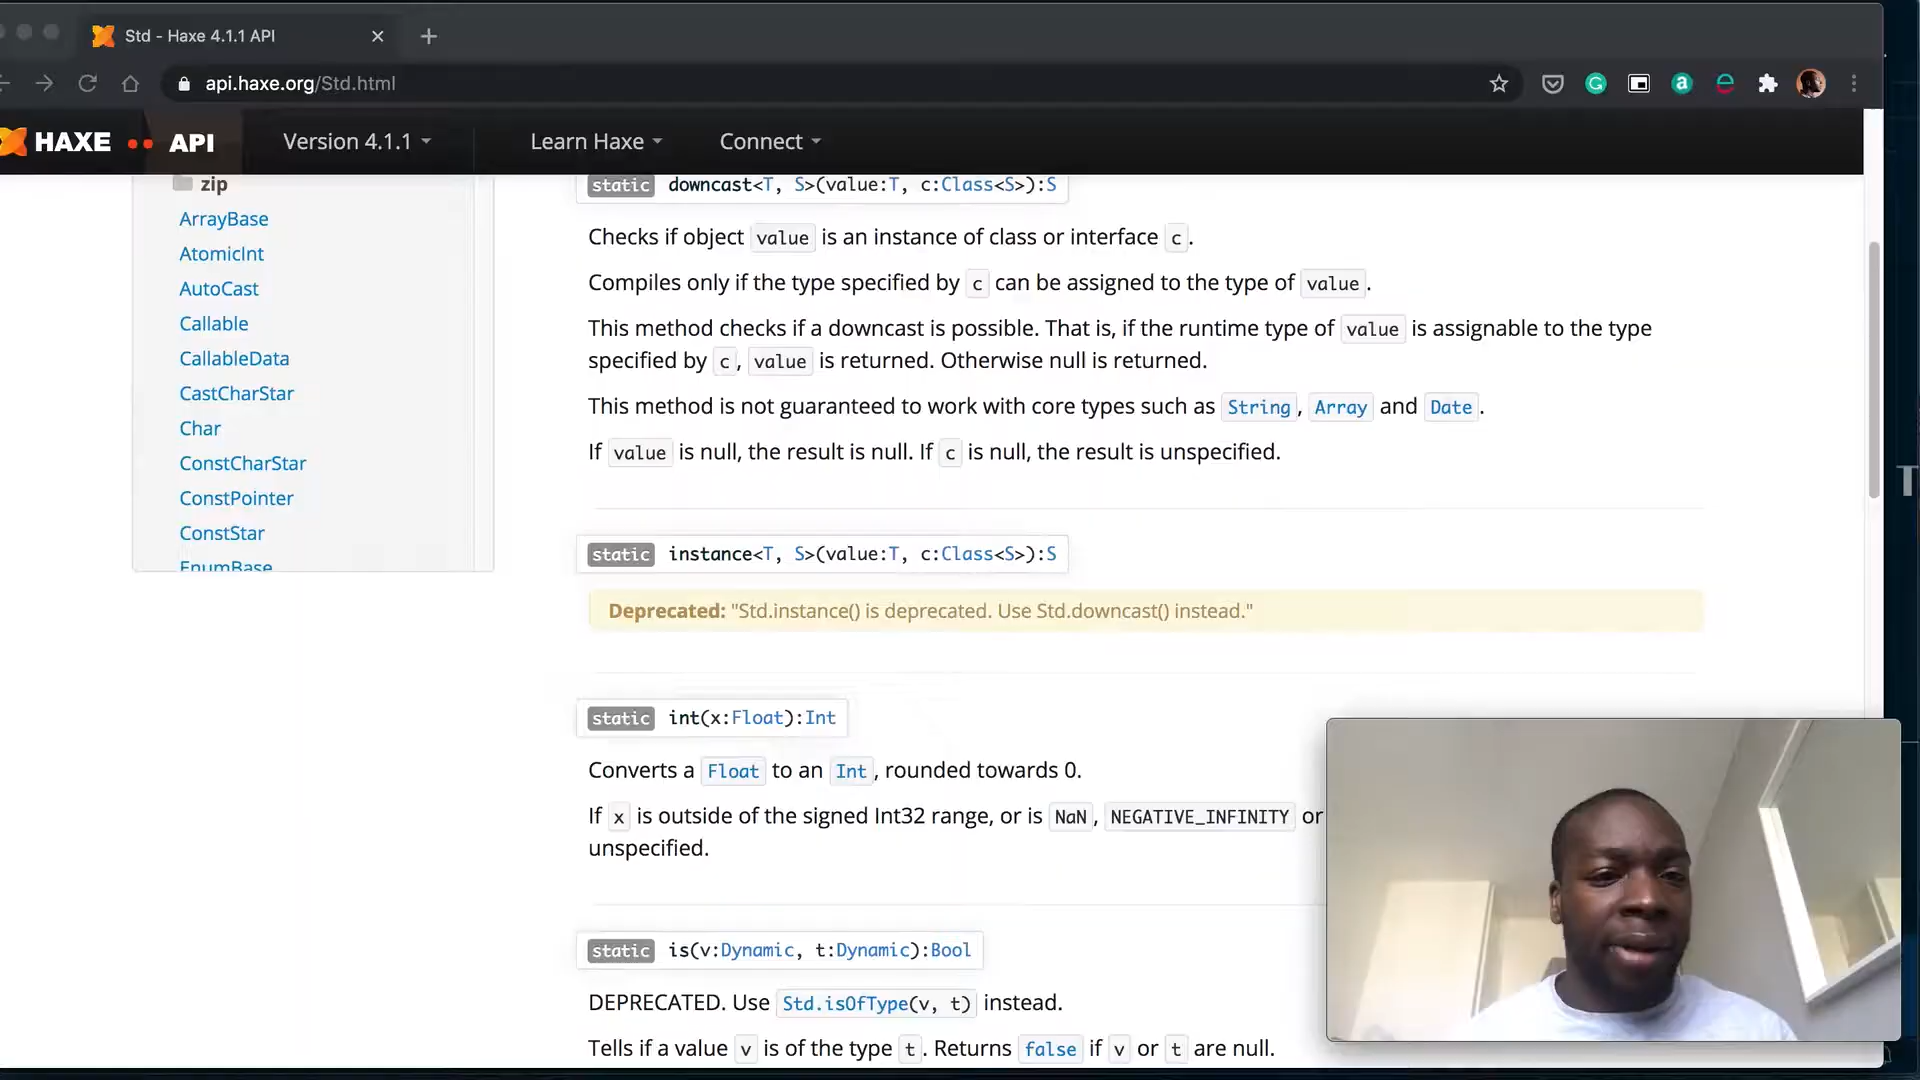 Std - Haxe 4.1.1 API
api.haxe.org/Std.html
HAXE API Version 4.1.1 Learn Haxe Connect
zip
ArrayBase
AtomicInt
AutoCast
Callable
CallableData
CastCharStar
Char
ConstCharStar
ConstPointer
ConstStar
EnumBase
static downcast<T, S>(value:T, c:Class<S>):S
Checks if object value is an instance of class or interface c.
Compiles only if the type specified by c can be assigned to the type of value.
This method checks if a downcast is possible. That is, if the runtime type of value is assignable to the type
specified by c, value is returned. Otherwise null is returned.
This method is not guaranteed to work with core types such as String, Array and Date.
If value is null, the result is null. If c is null, the result is unspecified.
static instance<T, S>(value:T, c:Class<S>):S
Deprecated: "Std.instance() is deprecated. Use Std.downcast() instead."
static int(x:Float):Int
Converts a Float to an Int, rounded towards 0.
If x is outside of the signed Int32 range, or is NaN, NEGATIVE_INFINITY or
unspecified.
static is(v:Dynamic, t:Dynamic):Bool
DEPRECATED. Use Std.isOfType(v, t) instead.
Tells if a value v is of the type t. Returns false if v or t are null.
T